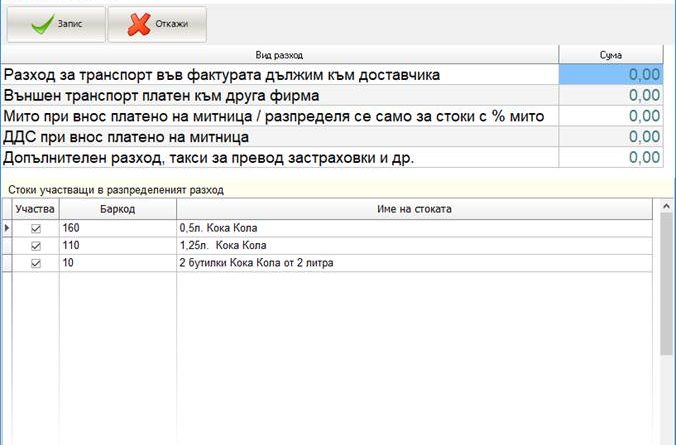 Запис Откажи
Вид разход Сума
Разход за транспорт във фактурата дължим към доставчика 0,00
Външен транспорт платен към друга фирма 0,00
Мито при внос платено на митница / разпределя се само за стоки с % мито 0,00
ДДС при внос платено на митница 0,00
Допълнителен разход, такси за превод застраховки и др. 0,00
Стоки участващи в разпределеният разход
Участва Баркод Име на стоката
160 0,5л. Кока Кола
110 1,25л. Кока Кола
10 2 бутилки Кока Кола от 2 литра